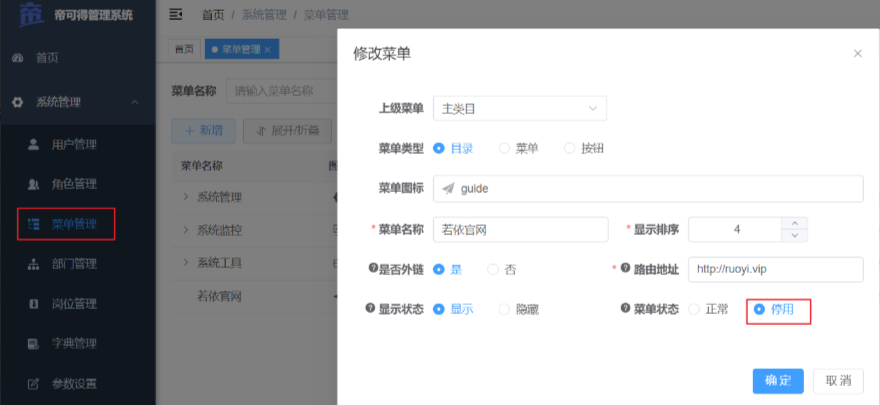 帝 帝可得管理系统
首页 / 系统管理 / 菜单管理
首页
菜单管理 ×
首页
系统管理
用户管理
角色管理
菜单管理
部门管理
岗位管理
字典管理
参数设置
菜单名称 请输入菜单名称
+ 新增
展开/折叠
菜单名称
系统管理
系统监控
系统工具
若依官网
修改菜单 ×
上级菜单 主类目
菜单类型 目录 菜单 按钮
菜单图标 guide
* 菜单名称 若依官网 * 显示排序 4
是否外链 是 否 * 路由地址 http://ruoyi.vip
显示状态 显示 隐藏 菜单状态 正常 停用
确定 取消